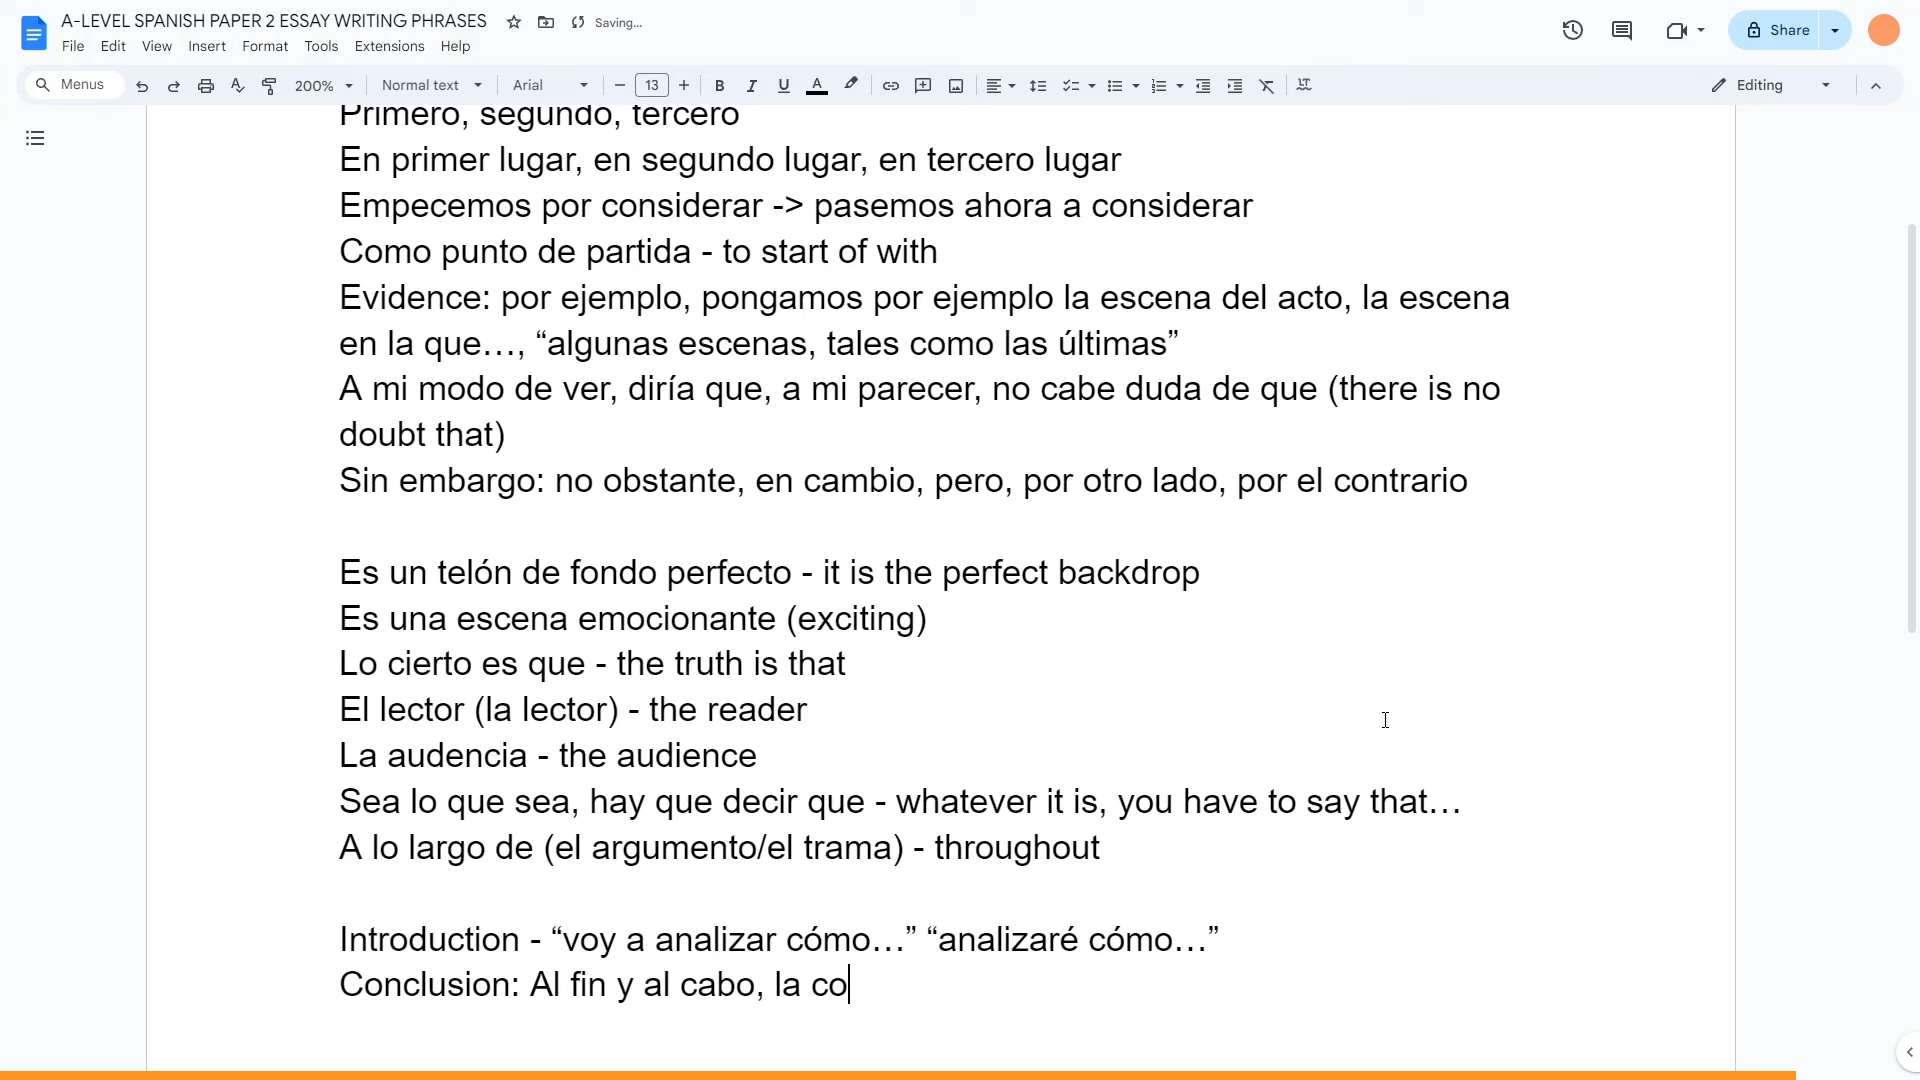 A-LEVEL SPANISH PAPER 2 ESSAY WRITING PHRASES
Saving...
File Edit View Insert Format Tools Extensions Help
Share
Menus
200%
Normal text
Arial
13
Editing
Primero, segundo, tercero
En primer lugar, en segundo lugar, en tercero lugar
Empecemos por considerar -> pasemos ahora a considerar
Como punto de partida - to start of with
Evidence: por ejemplo, pongamos por ejemplo la escena del acto, la escena
en la que…, “algunas escenas, tales como las últimas”
A mi modo de ver, diría que, a mi parecer, no cabe duda de que (there is no
doubt that)
Sin embargo: no obstante, en cambio, pero, por otro lado, por el contrario
Es un telón de fondo perfecto - it is the perfect backdrop
Es una escena emocionante (exciting)
Lo cierto es que - the truth is that
El lector (la lector) - the reader
La audencia - the audience
Sea lo que sea, hay que decir que - whatever it is, you have to say that…
A lo largo de (el argumento/el trama) - throughout
Introduction - “voy a analizar cómo…” “analizaré cómo…”
Conclusion: Al fin y al cabo, la co